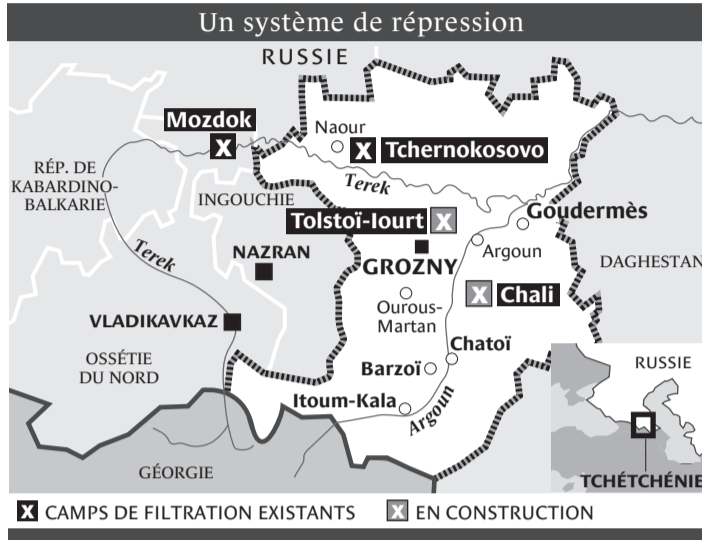 Un système de répression
RUSSIE
Mozdok
X
Naour
X Tchernokosovo
RÉP. DE
KABARDINO-
BALKARIE
INGOUCHIE
Terek
Tolstoï-Iourt X
Goudermès
Terek
NAZRAN
GROZNY
Argoun
DAGHESTAN
X Chali
Ourous-
Martan
VLADIKAVKAZ
Chatoï
OSSÉTIE
DU NORD
Barzoï
Itoum-Kala
Argoun
RUSSIE
GÉORGIE
TCHÉTCHÉNIE
X CAMPS DE FILTRATION EXISTANTS X EN CONSTRUCTION